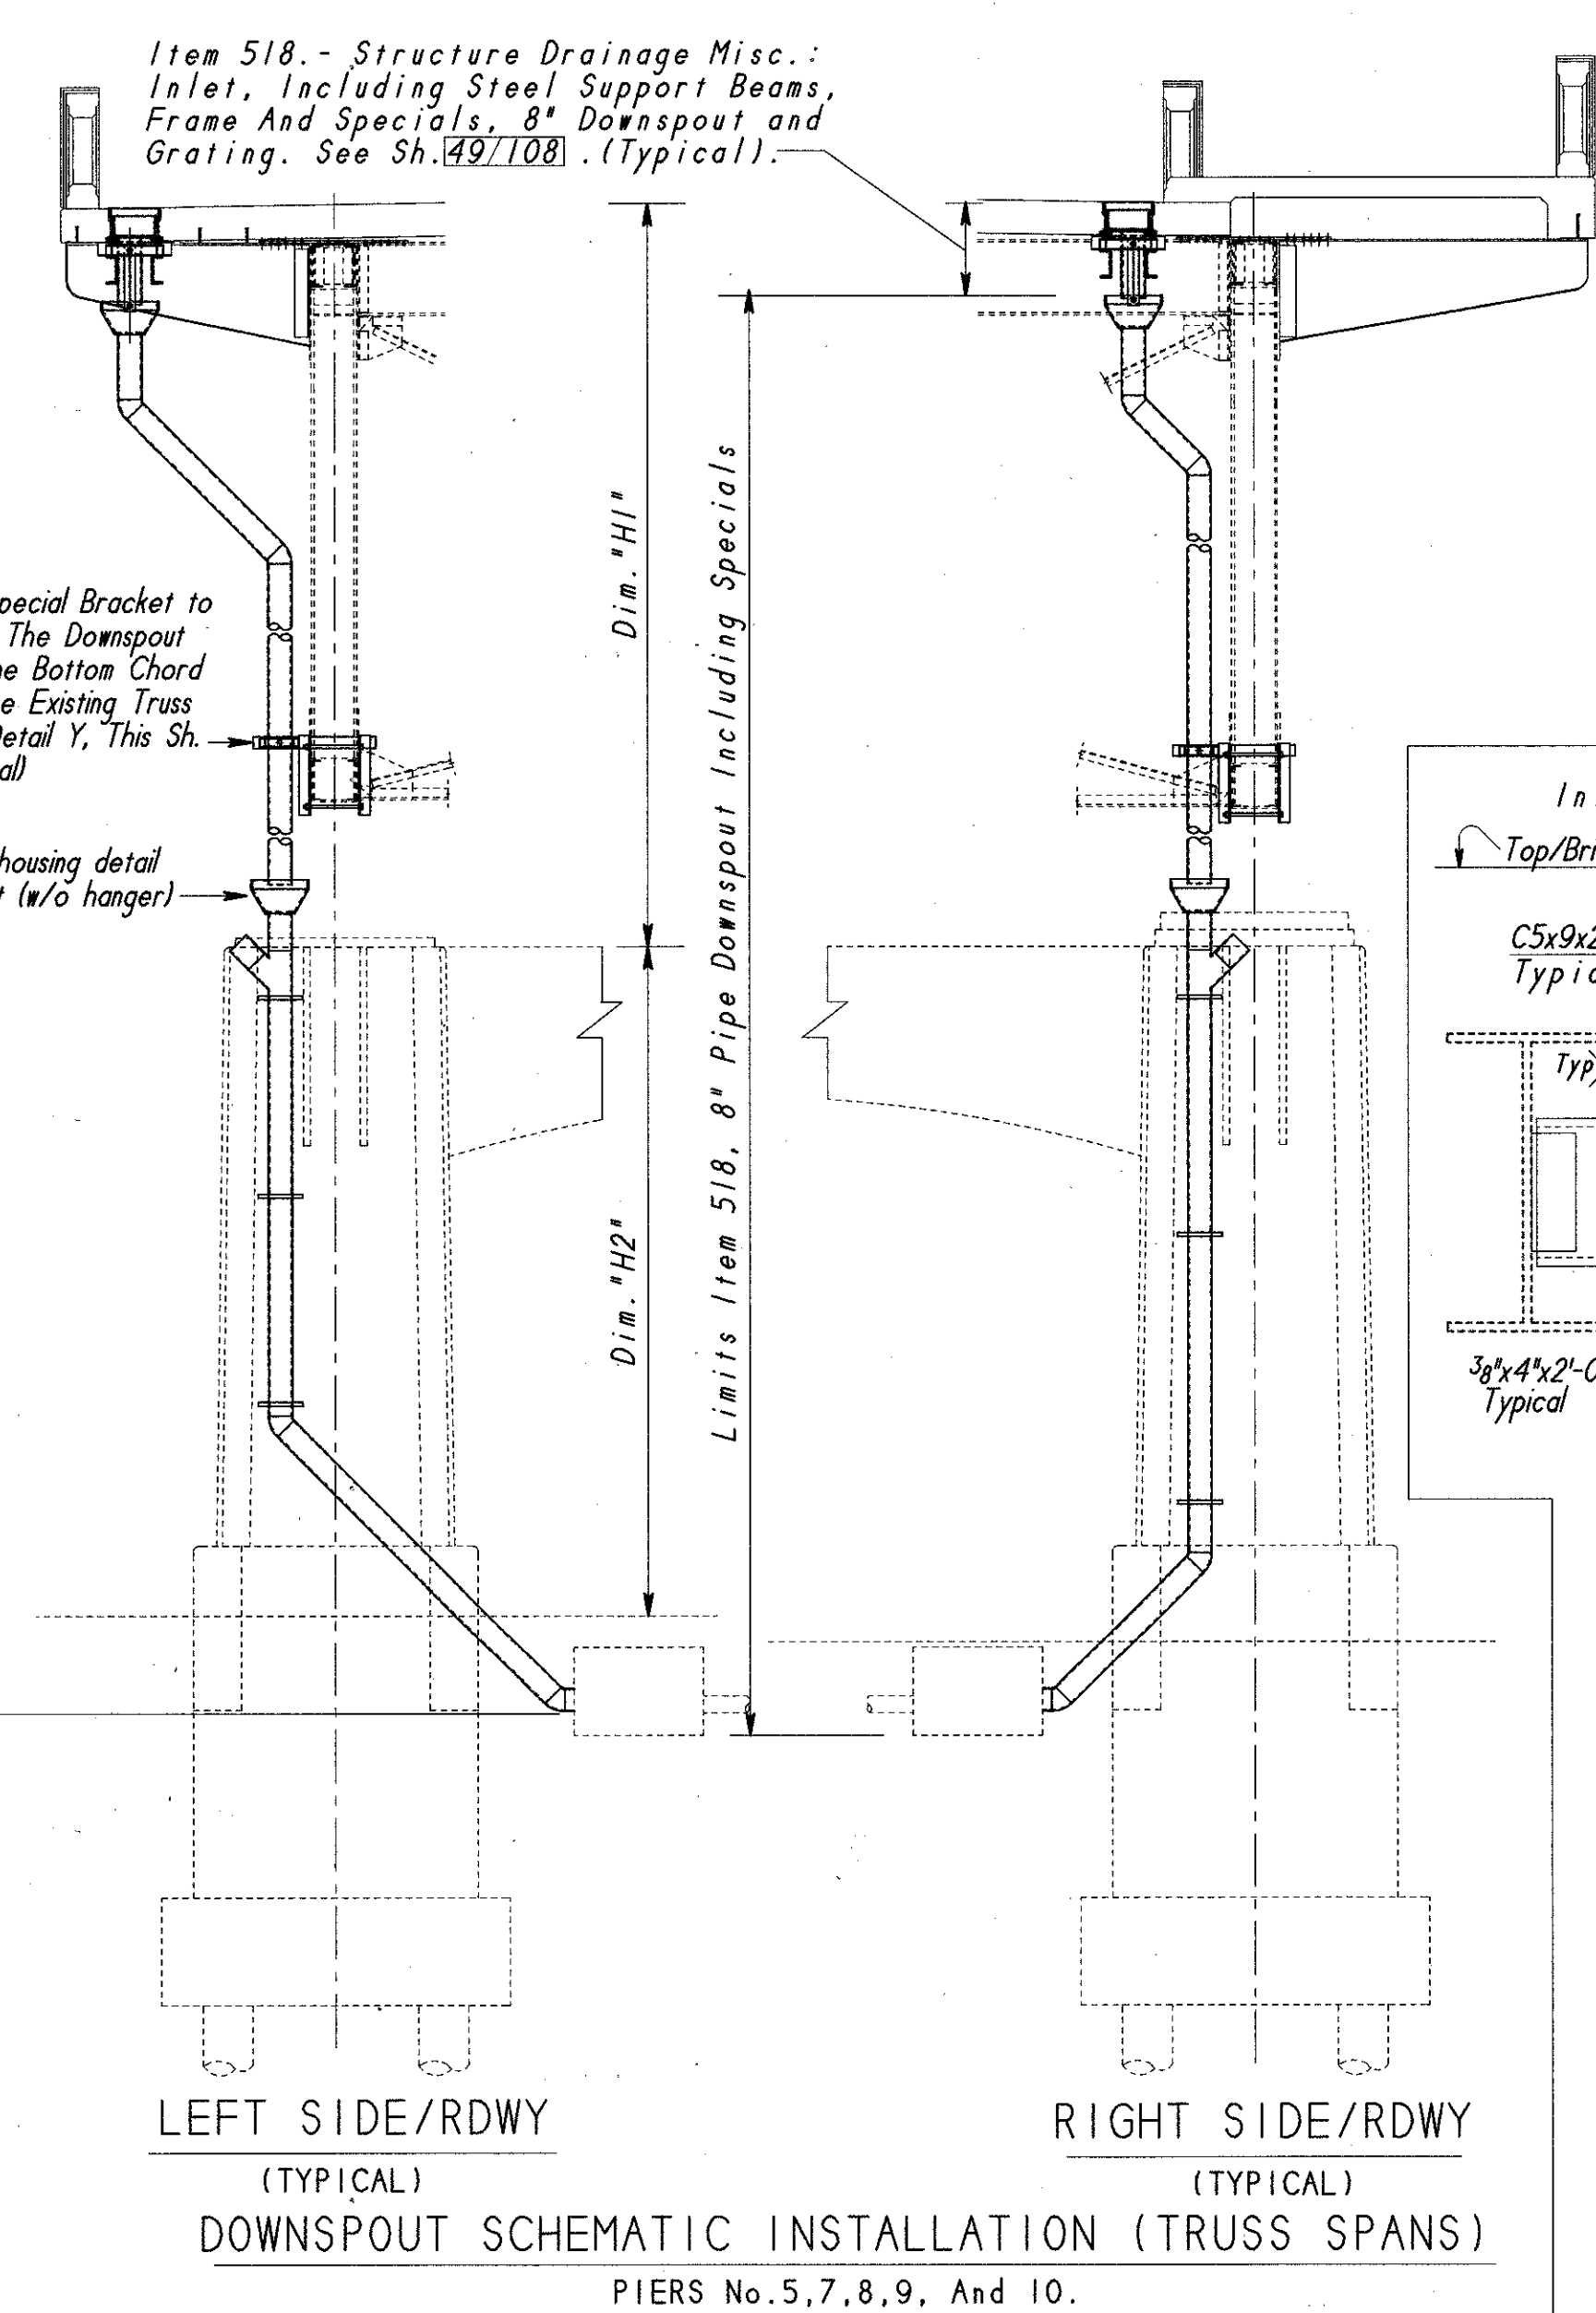 Item 518.- Structure Drainage Misc.:
Inlet, Including Steel Support Beams,
Frame And Specials, 8" Downspout and
Grating. See Sh. 49/108 . (Typical).
Dim. "H1"
Limits Item 518, 8" Pipe Downspout Including Specials
pecial Bracket to
The Downspout
e Bottom Chord
e Existing Truss
Detail Y, This Sh.
al)
housing detail
t (w/o hanger)
Dim. "H2"
In
Top/Bri
C5x9x2
Typic
Typ
3/8"x4"x2'-0
Typical
LEFT SIDE/RDWY
(TYPICAL)
RIGHT SIDE/RDWY
(TYPICAL)
DOWNSPOUT SCHEMATIC INSTALLATION (TRUSS SPANS)
PIERS No.5,7,8,9, And 10.